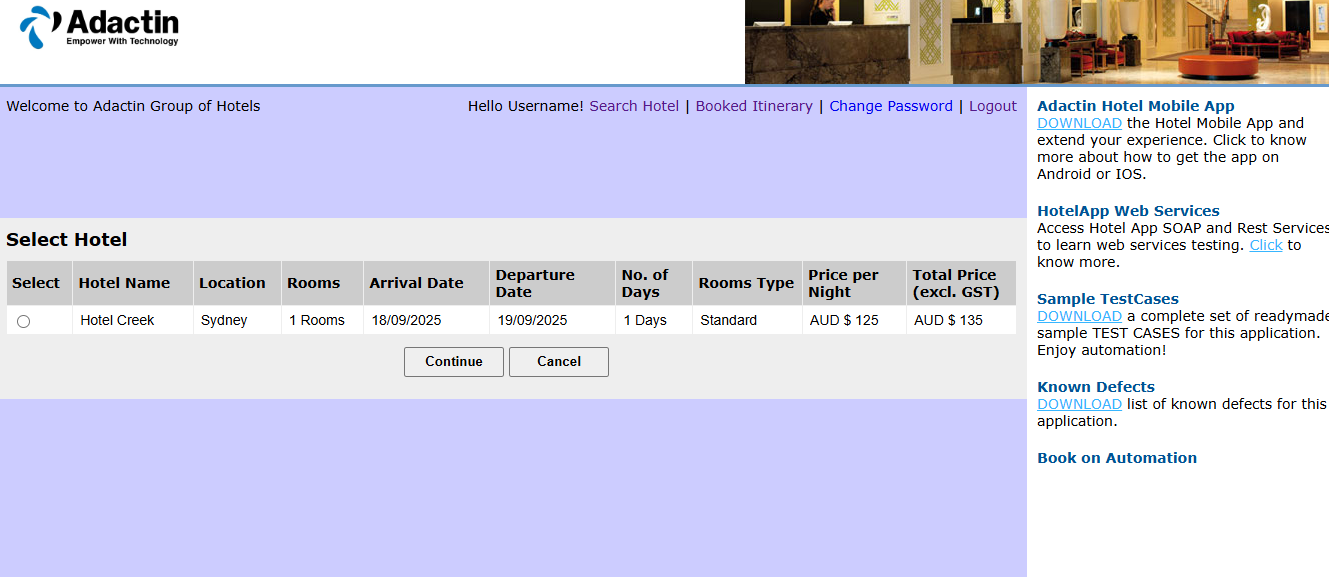 Adactin
Empower With Technology
Welcome to Adactin Group of Hotels
Hello Username! Search Hotel | Booked Itinerary | Change Password | Logout
Select Hotel
Select Hotel Name Location Rooms Arrival Date Departure Date No. of Days Rooms Type Price per Night Total Price (excl. GST)
Hotel Creek Sydney 1 Rooms 18/09/2025 19/09/2025 1 Days Standard AUD $ 125 AUD $ 135
Continue Cancel
Adactin Hotel Mobile App
DOWNLOAD the Hotel Mobile App and
extend your experience. Click to know
more about how to get the app on
Android or IOS.
HotelApp Web Services
Access Hotel App SOAP and Rest Services
to learn web services testing. Click to
know more.
Sample TestCases
DOWNLOAD a complete set of readymade
sample TEST CASES for this application.
Enjoy automation!
Known Defects
DOWNLOAD list of known defects for this
application.
Book on Automation